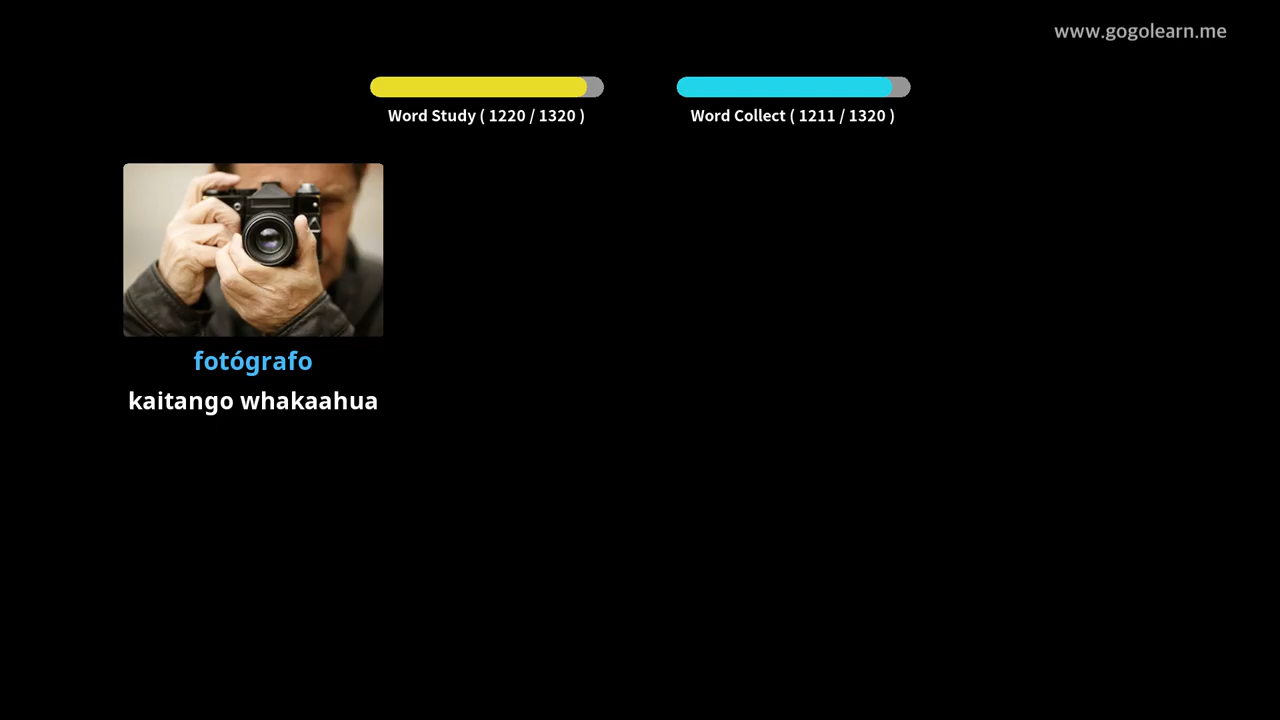 www.gogolearn.me
Word Study ( 1220 / 1320 )
Word Collect ( 1211 / 1320 )
fotógrafo
kaitango whakaahua